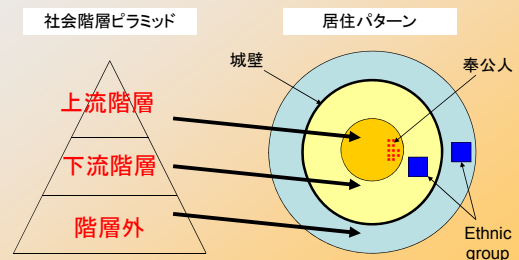 社会階層ピラミッド
居住パターン
城壁
奉公人
上流階層
下流階層
階層外
Ethnic
group